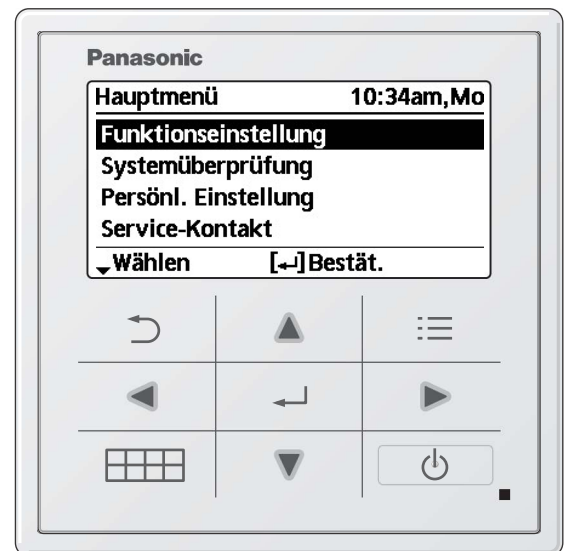 Panasonic
Hauptmenü 10:34am,Mo
Funktionseinstellung
Systemüberprüfung
Persönl. Einstellung
Service-Kontakt
Wählen [↵]Bestät.